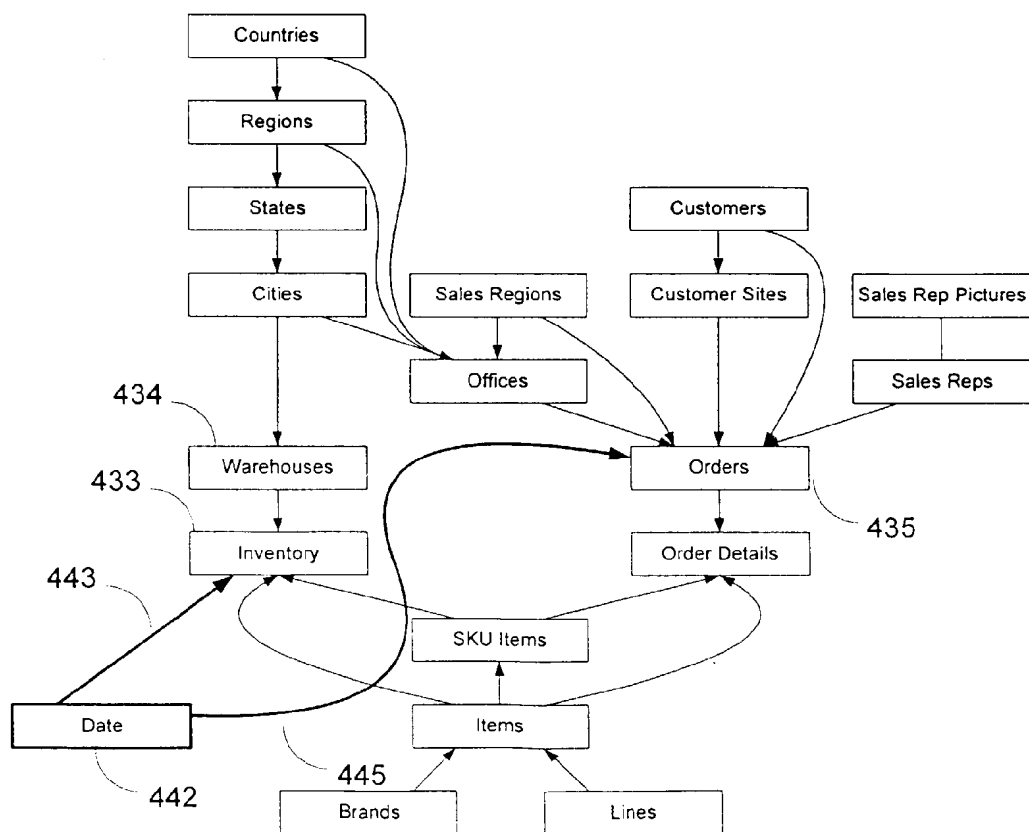 Countries
Regions
States
Customers
Cities
Sales Regions
Customer Sites
Sales Rep Pictures
Offices
Sales Reps
434
Warehouses
Orders
433
435
Inventory
Order Details
443
SKU Items
Date
Items
445
442
Brands
Lines